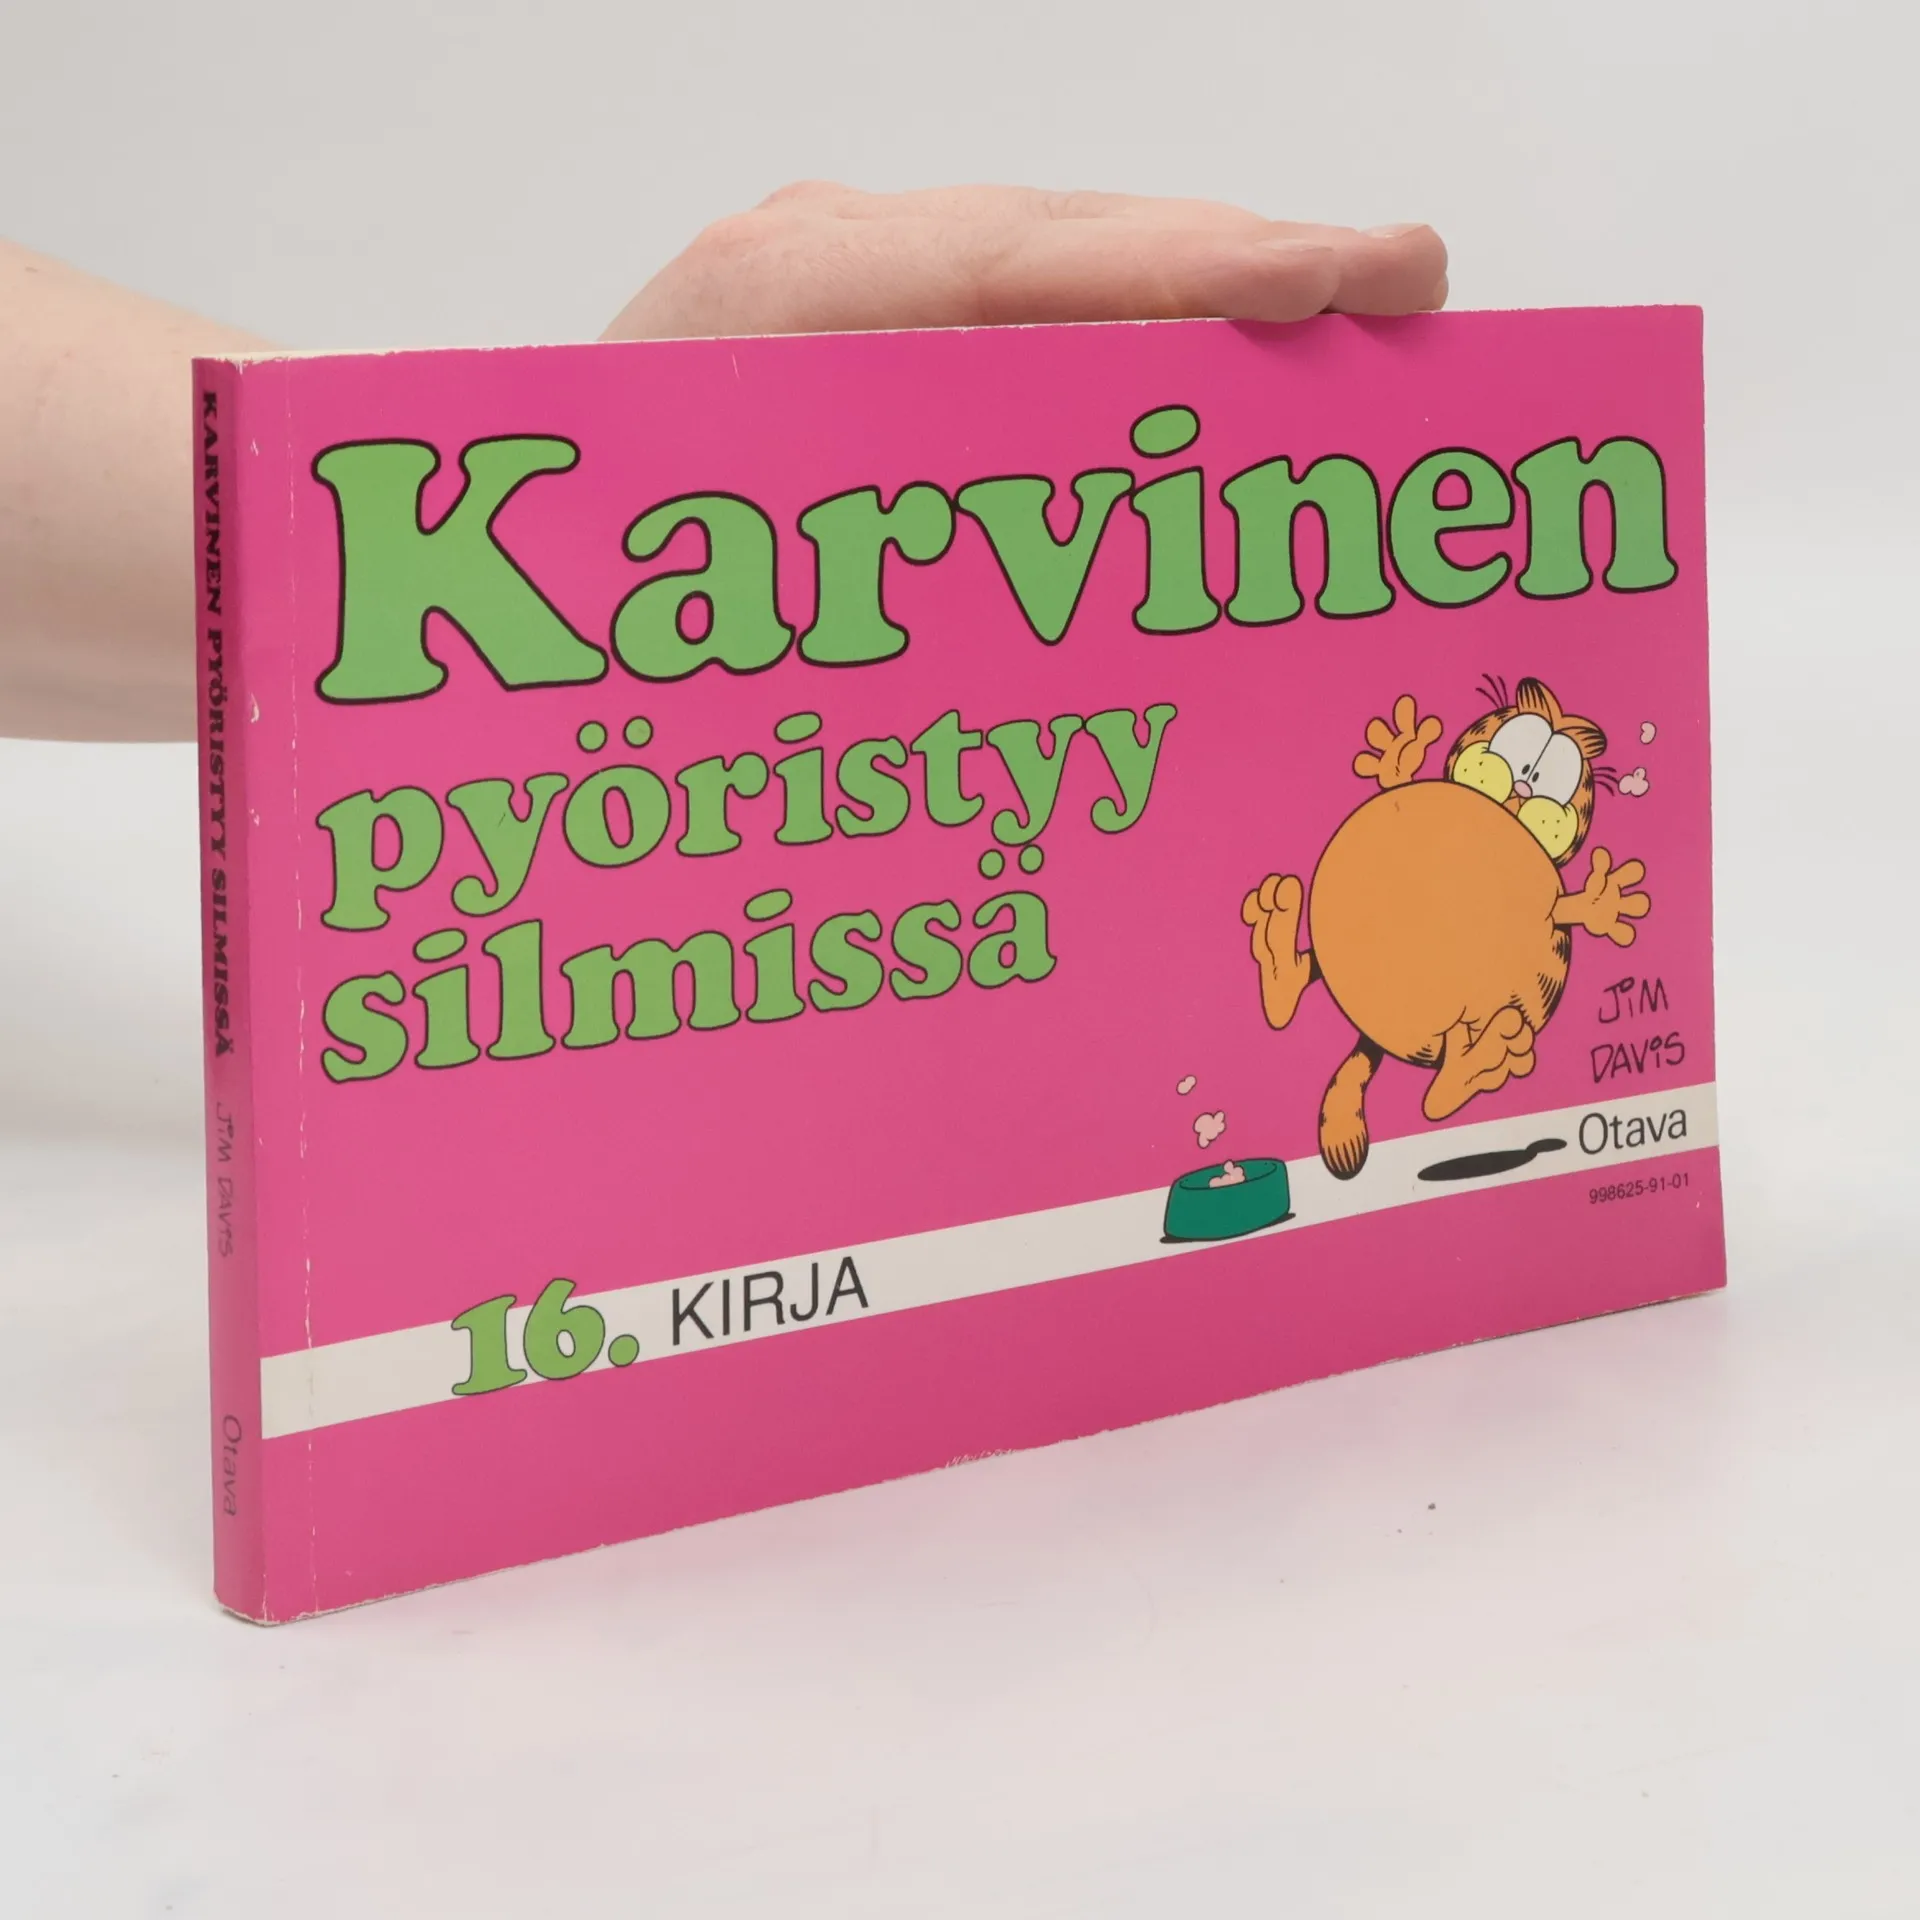 KARVINEN PYÖRISTYY SILMISSÄ JIM DAVIS Otava
Karvinen
pyöristyy
silmissä
JIM
DAVIS
Otava
998625-91-01
16. KIRJA